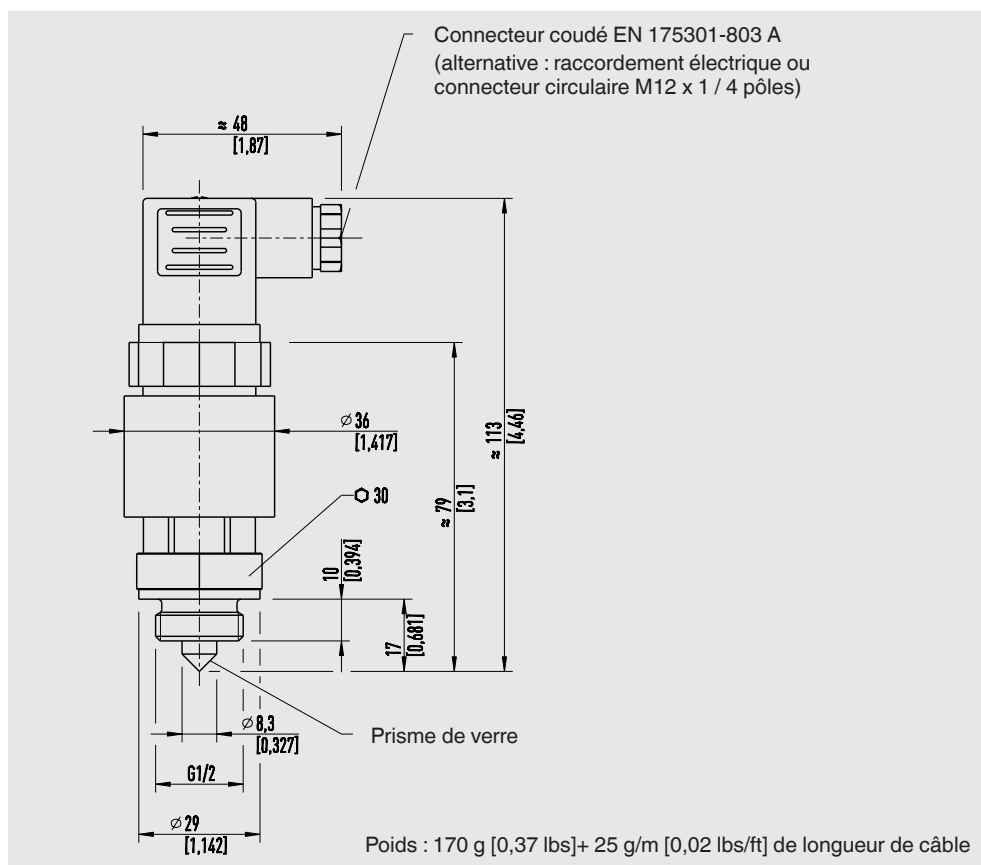 Connecteur coudé EN 175301-803 A
(alternative : raccordement électrique ou
connecteur circulaire M12 x 1 / 4 pôles)
≈ 48
[1,87]
⌀ 36
[1,417]
≈ 113
[4,46]
≈ 79
[3,1]
⬡ 30
10
[0,394]
17
[0,681]
⌀ 8,3
[0,327]
Prisme de verre
G1/2
⌀ 29
[1,142]
Poids : 170 g [0,37 lbs]+ 25 g/m [0,02 lbs/ft] de longueur de câble